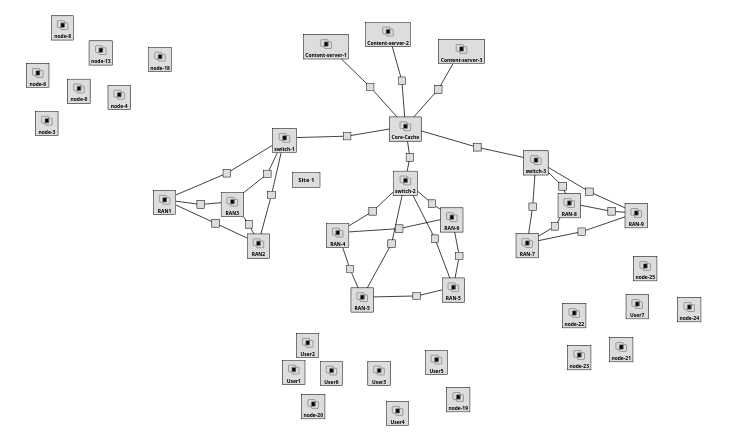 node-8
node-13
node-18
node-6
node-0
node-4
node-3
Content-server-1
Content-server-2
Content-server-3
Core-Cache
switch-1
Site 1
switch-2
switch-3
RAN1
RAN3
RAN2
RAN-4
RAN-6
RAN-5
RAN-5
RAN-8
RAN-9
RAN-7
node-25
User7
node-24
node-22
node-21
node-23
User2
User1
User6
User3
User5
node-20
User4
node-19